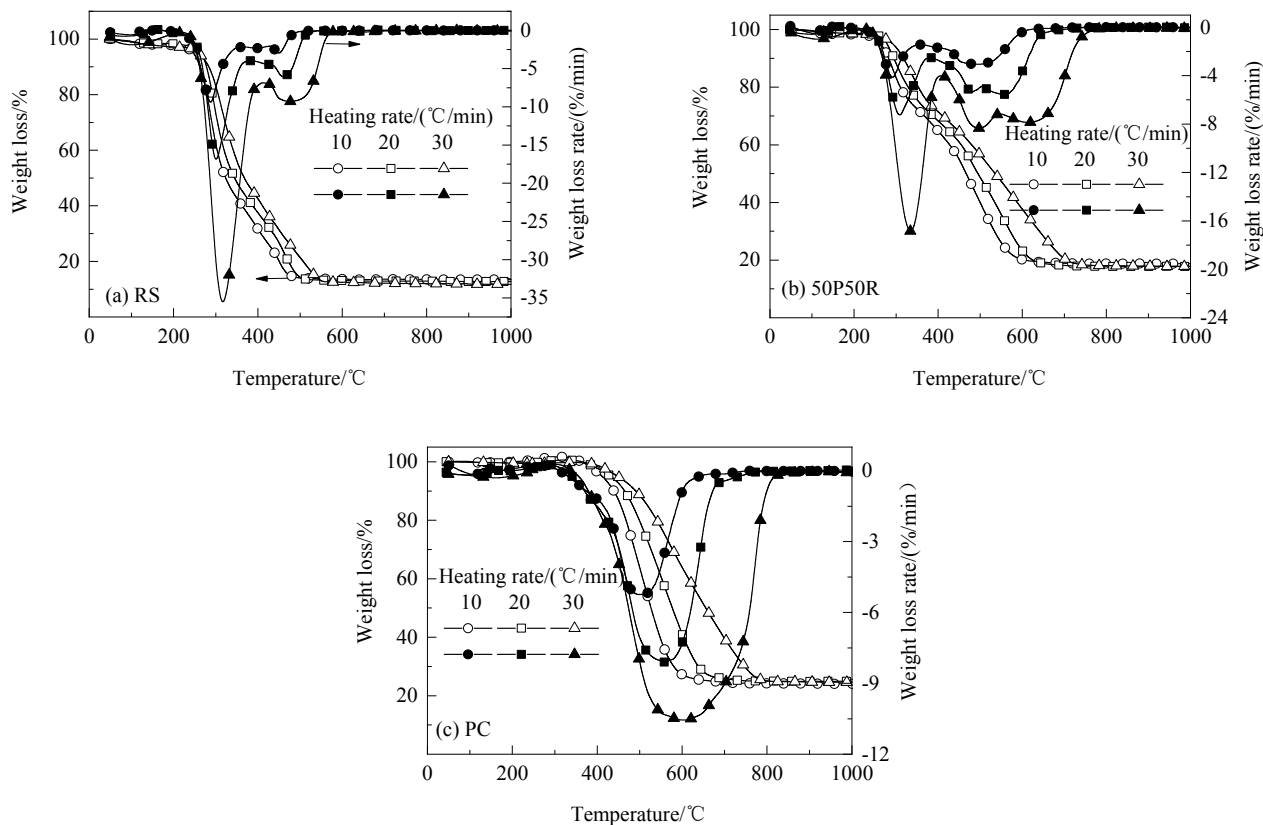 100
80
60
40
20
Weight loss/%
0
-5
-10
-15
-20
-25
-30
-35
Weight loss rate/(%/min)
Heating rate/(℃/min)
10 20 30
(a) RS
0 200 400 600 800 1000
Temperature/℃
100
80
60
40
20
Weight loss/%
0
-4
-8
-12
-16
-20
-24
Weight loss rate/(%/min)
Heating rate/(℃/min)
10 20 30
(b) 50P50R
0 200 400 600 800 1000
Temperature/℃
100
80
60
40
20
Weight loss/%
0
-3
-6
-9
-12
Weight loss rate/(%/min)
Heating rate/(℃/min)
10 20 30
(c) PC
0 200 400 600 800 1000
Temperature/℃